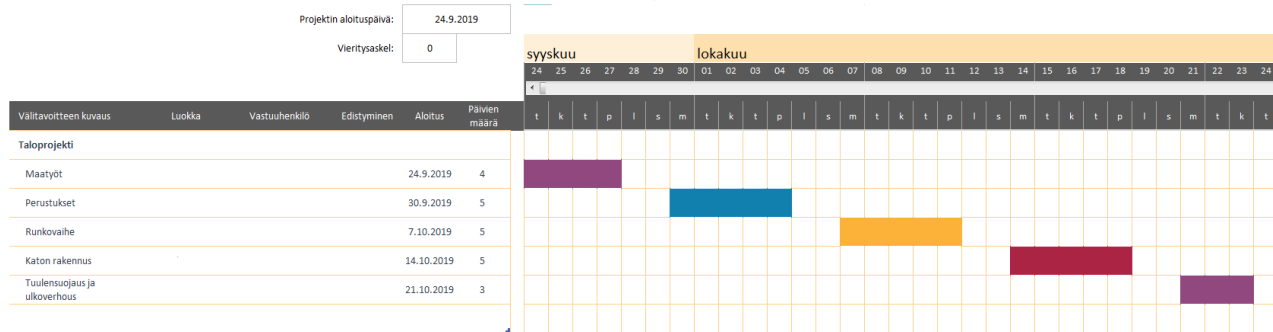 Projektin aloituspäivä: 24.9.2019
Vieritysaskel: 0
syyskuu lokakuu
24 25 26 27 28 29 30 01 02 03 04 05 06 07 08 09 10 11 12 13 14 15 16 17 18 19 20 21 22 23 24
Välitavoitteen kuvaus Luokka Vastuuhenkilö Edistyminen Aloitus Päivien
määrä
t k t p l s m t k t p l s m t k t p l s m t k t p l s m t k t
Taloprojekti
Maatyöt 24.9.2019 4
Perustukset 30.9.2019 5
Runkovaihe 7.10.2019 5
Katon rakennus 14.10.2019 5
Tuulensuojaus ja
ulkoverhous 21.10.2019 3